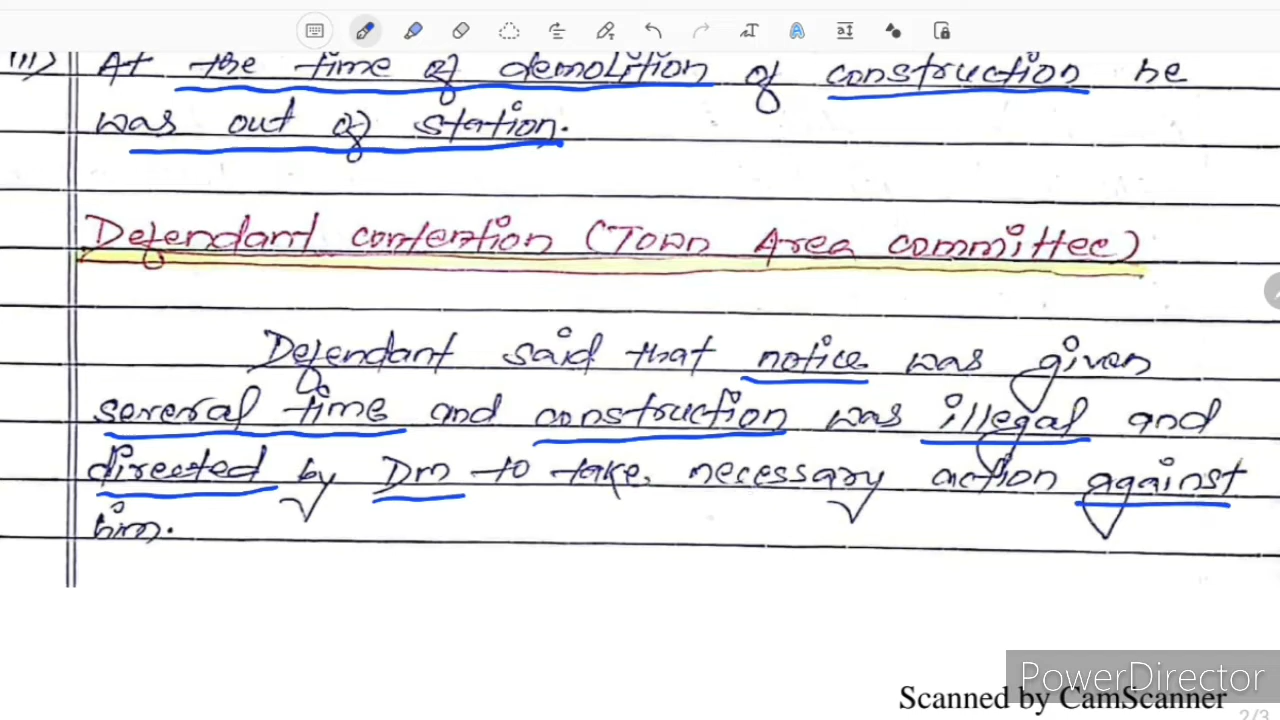 iii) At the time of demolition of construction he
was out of station.
Defendant contention (Town Area committee)
Defendant said that notice was given
several time and construction was illegal and
directed by Dm to take, necessary action against
him.
PowerDirector
Scanned by CamScanner
2/3